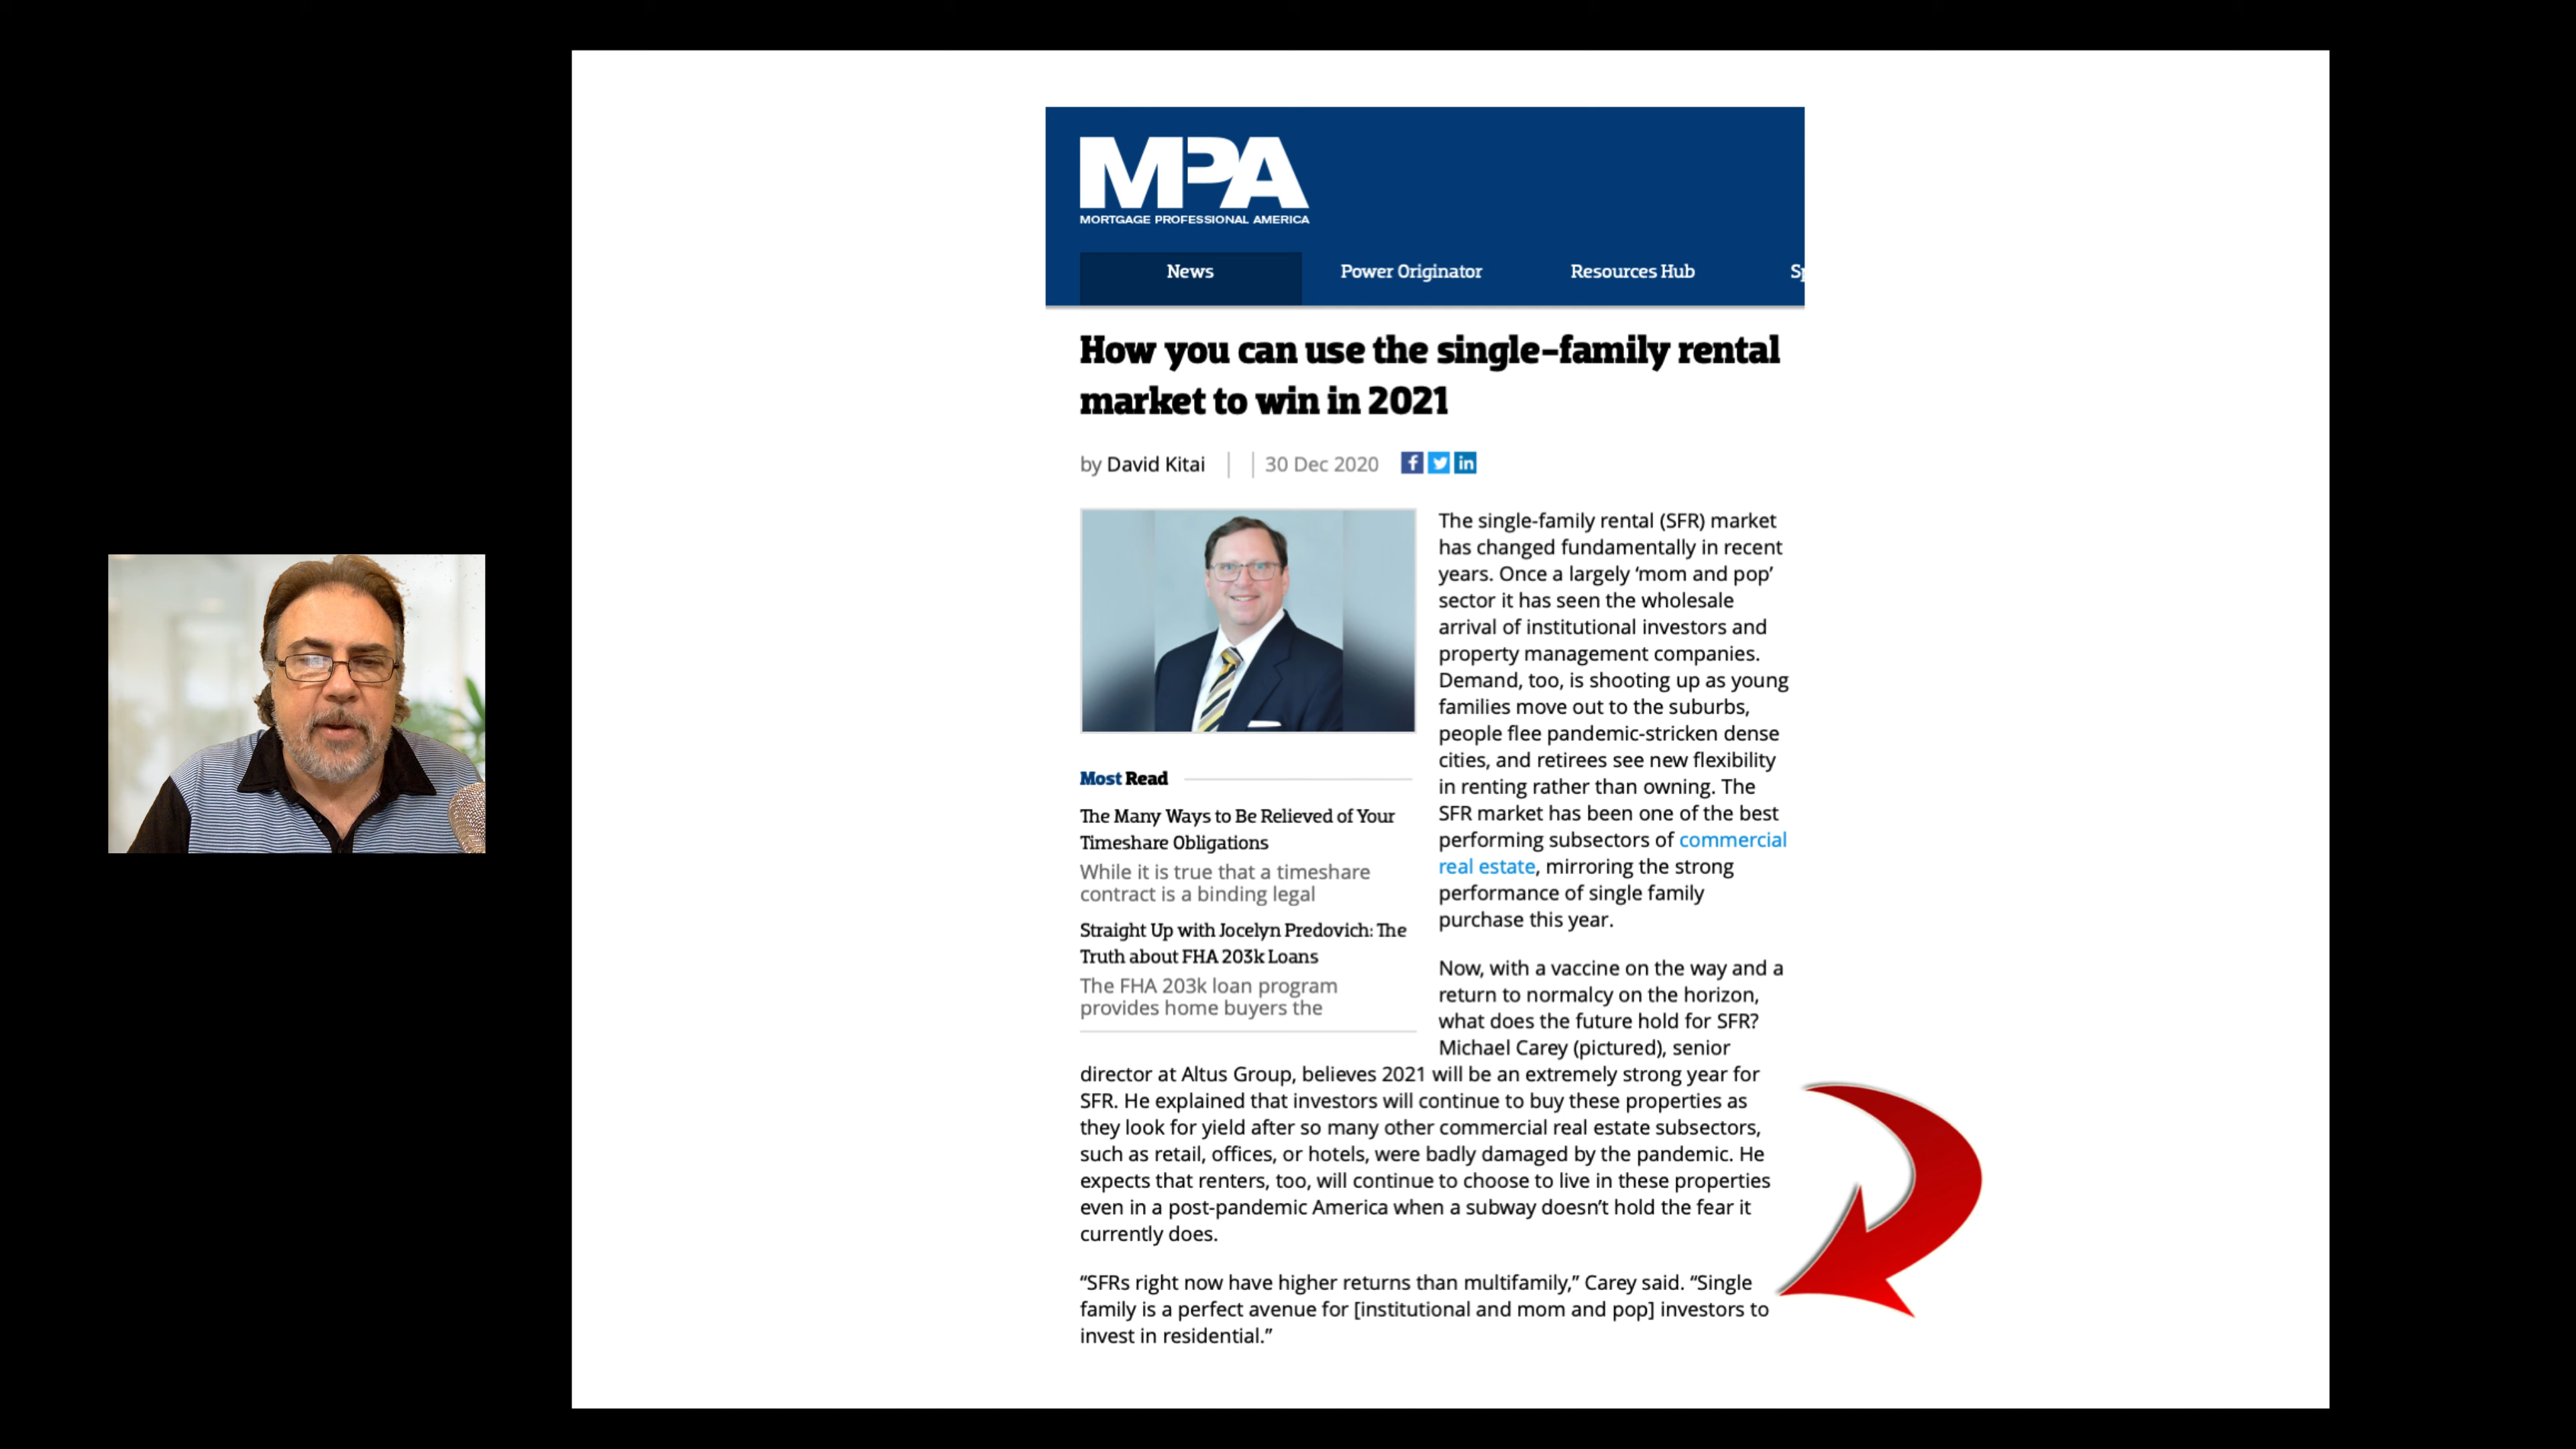 MPA
MORTGAGE PROFESSIONAL AMERICA
News
Power Originator
Resources Hub
Sp
How you can use the single-family rental
market to win in 2021
by David Kitai
30 Dec 2020
The single-family rental (SFR) market
has changed fundamentally in recent
years. Once a largely ‘mom and pop’
sector it has seen the wholesale
arrival of institutional investors and
property management companies.
Demand, too, is shooting up as young
families move out to the suburbs,
people flee pandemic-stricken dense
cities, and retirees see new flexibility
in renting rather than owning. The
SFR market has been one of the best
performing subsectors of commercial
real estate, mirroring the strong
performance of single family
purchase this year.
Most Read
The Many Ways to Be Relieved of Your
Timeshare Obligations
While it is true that a timeshare
contract is a binding legal
Straight Up with Jocelyn Predovich: The
Truth about FHA 203k Loans
The FHA 203k loan program
provides home buyers the
Now, with a vaccine on the way and a
return to normalcy on the horizon,
what does the future hold for SFR?
Michael Carey (pictured), senior
director at Altus Group, believes 2021 will be an extremely strong year for
SFR. He explained that investors will continue to buy these properties as
they look for yield after so many other commercial real estate subsectors,
such as retail, offices, or hotels, were badly damaged by the pandemic. He
expects that renters, too, will continue to choose to live in these properties
even in a post-pandemic America when a subway doesn’t hold the fear it
currently does.
“SFRs right now have higher returns than multifamily,” Carey said. “Single
family is a perfect avenue for [institutional and mom and pop] investors to
invest in residential.”